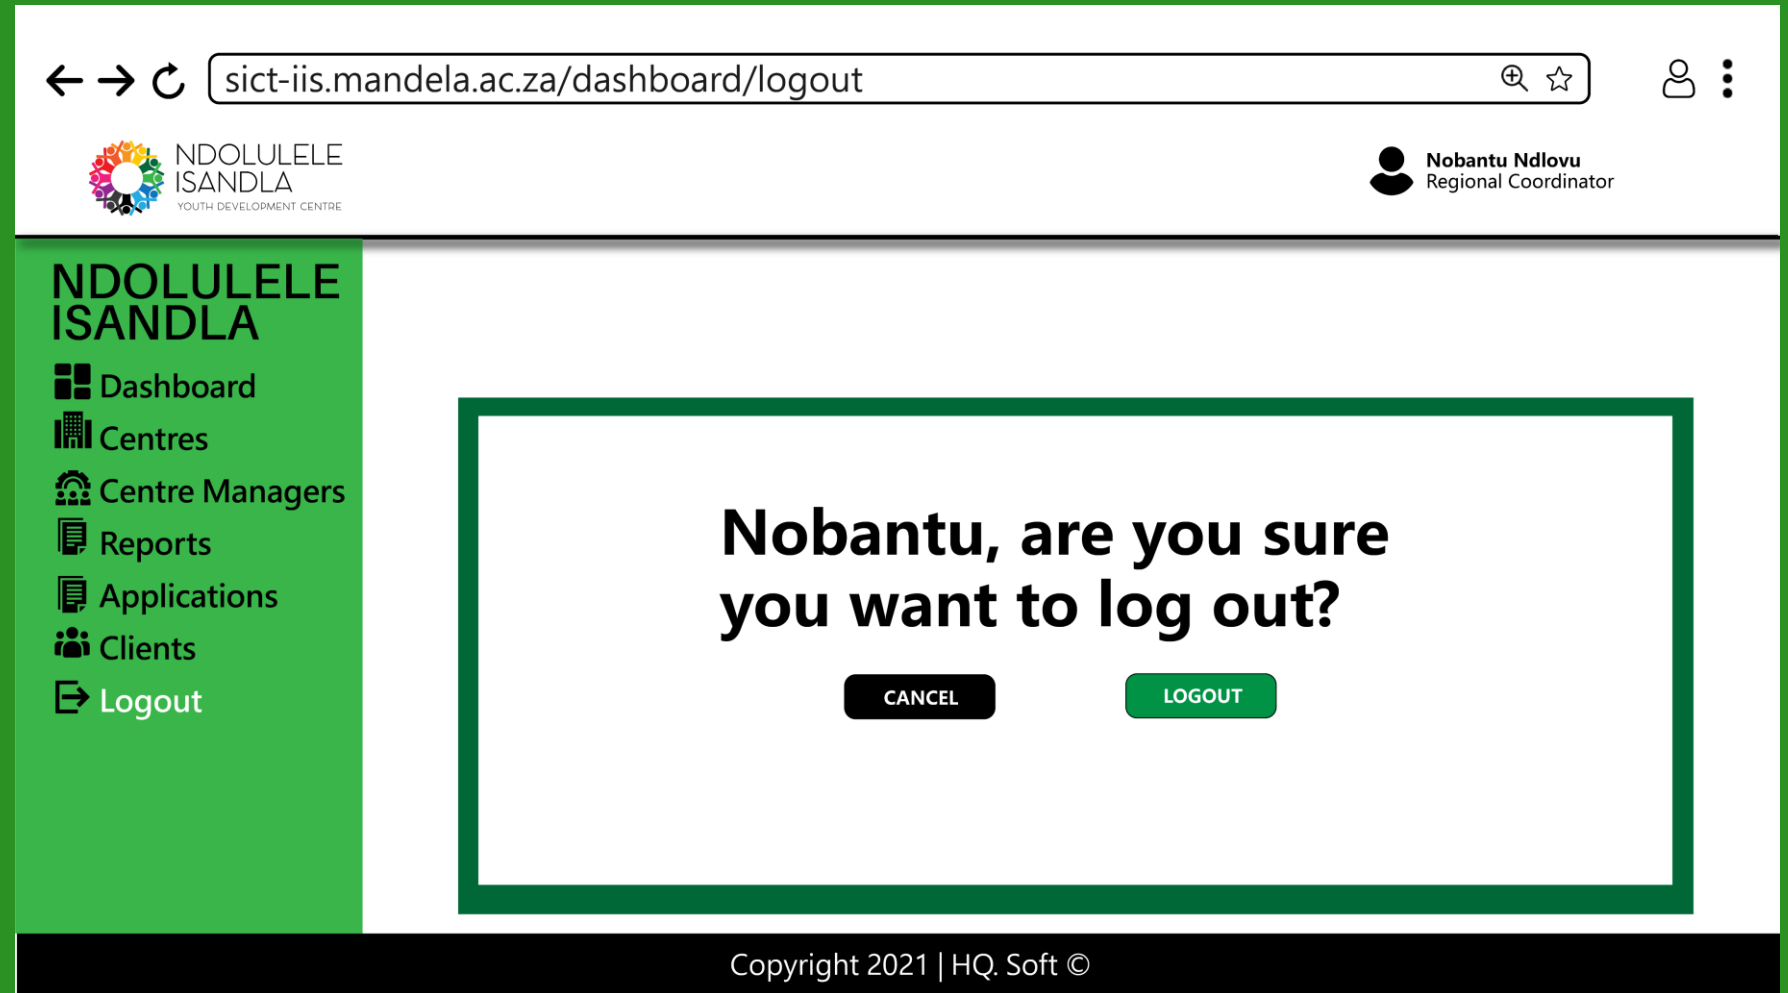 sict-iis.mandela.ac.za/dashboard/logout
NDOLULELE
ISANDLA
YOUTH DEVELOPMENT CENTRE
Nobantu Ndlovu
Regional Coordinator
NDOLULELE
ISANDLA
Dashboard
Centres
Centre Managers
Reports
Applications
Clients
Logout
Nobantu, are you sure
you want to log out?
CANCEL
LOGOUT
Copyright 2021 | HQ. Soft ©